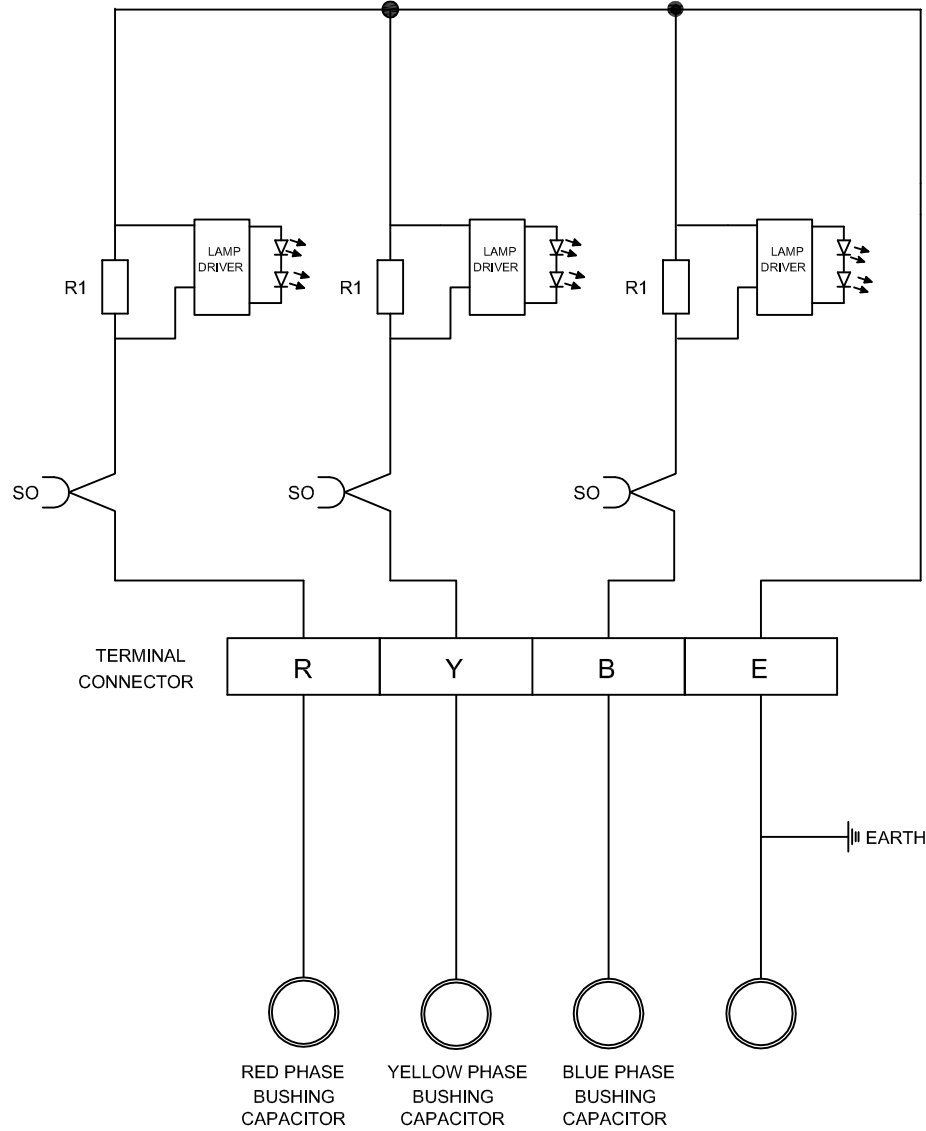 LAMP
DRIVER
LAMP
DRIVER
LAMP
DRIVER
R1
R1
R1
SO
SO
SO
TERMINAL
CONNECTOR
R
Y
B
E
EARTH
RED PHASE
BUSHING
CAPACITOR
YELLOW PHASE
BUSHING
CAPACITOR
BLUE PHASE
BUSHING
CAPACITOR